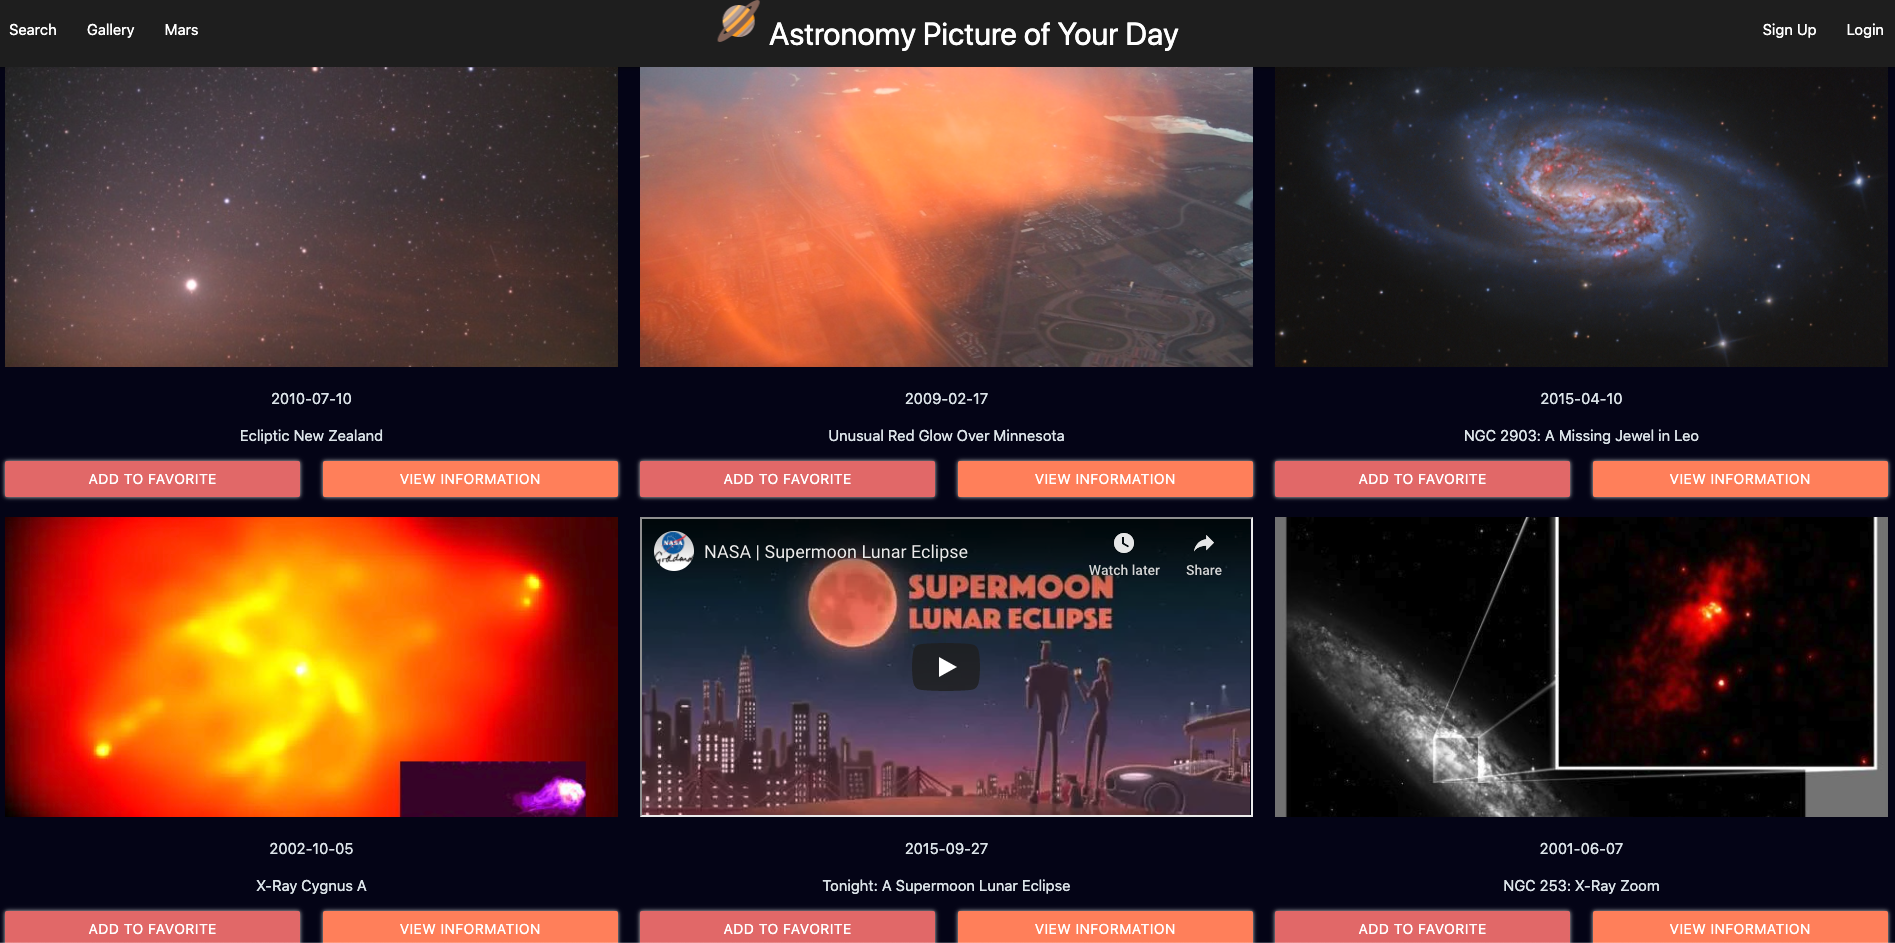 Search Gallery Mars
Astronomy Picture of Your Day
Sign Up Login
2010-07-10
Ecliptic New Zealand
ADD TO FAVORITE
VIEW INFORMATION
2009-02-17
Unusual Red Glow Over Minnesota
ADD TO FAVORITE
VIEW INFORMATION
2015-04-10
NGC 2903: A Missing Jewel in Leo
ADD TO FAVORITE
VIEW INFORMATION
2002-10-05
X-Ray Cygnus A
ADD TO FAVORITE
VIEW INFORMATION
NASA
Goddard
NASA | Supermoon Lunar Eclipse
Watch later
Share
SUPERMOON
LUNAR ECLIPSE
2015-09-27
Tonight: A Supermoon Lunar Eclipse
ADD TO FAVORITE
VIEW INFORMATION
2001-06-07
NGC 253: X-Ray Zoom
ADD TO FAVORITE
VIEW INFORMATION